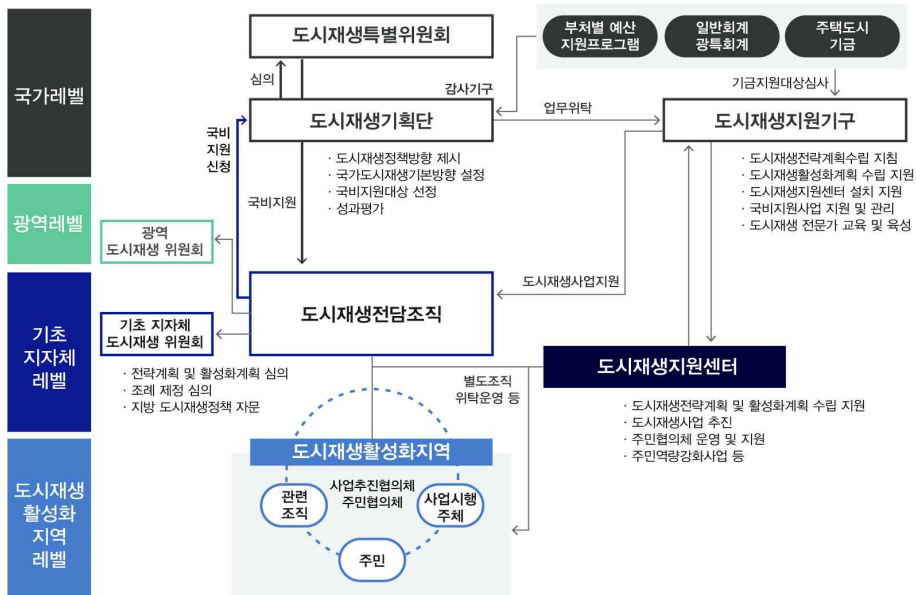 도시재생특별위원회
부처별 예산
지원프로그램
일반회계
광특회계
주택도시
기금
국가레벨
심의
감사기구
기금지원대상심사
국비
지원
신청
도시재생기획단
업무위탁
도시재생지원기구
· 도시재생정책방향 제시
· 국가도시재생기본방향 설정
· 국비지원대상 선정
· 성과평가
· 도시재생전략계획수립 지침
· 도시재생활성화계획 수립 지원
· 도시재생지원센터 설치 지원
· 국비지원사업 지원 및 관리
· 도시재생 전문가 교육 및 육성
국비지원
광역레벨
광역
도시재생 위원회
도시재생사업지원
기초
지자체
레벨
기초 지자체
도시재생 위원회
도시재생전담조직
· 전략계획 및 활성화계획 심의
· 조례 제정 심의
· 지방 도시재생정책 자문
별도조직
위탁운영 등
도시재생지원센터
· 도시재생전략계획 및 활성화계획 수립 지원
· 도시재생사업 추진
· 주민협의체 운영 및 지원
· 주민역량강화사업 등
도시재생
활성화
지역
레벨
도시재생활성화지역
사업추진협의체
주민협의체
관련
조직
사업시행
주체
주민